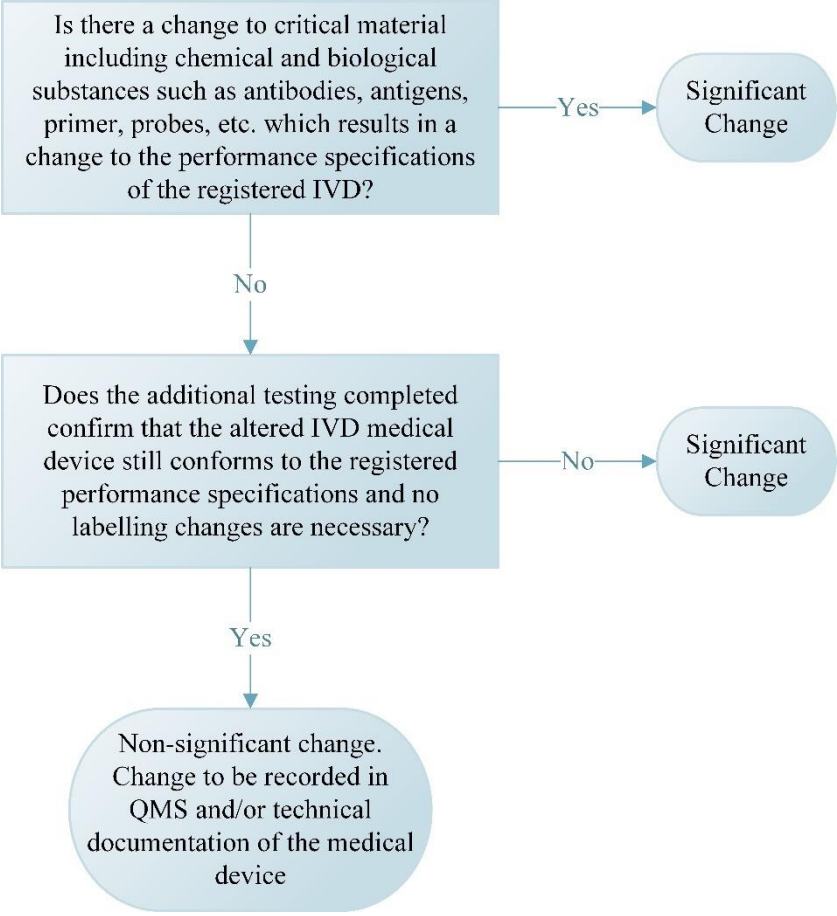 Is there a change to critical material
including chemical and biological
substances such as antibodies, antigens,
primer, probes, etc. which results in a
change to the performance specifications
of the registered IVD?
Yes
Significant
Change
No
Does the additional testing completed
confirm that the altered IVD medical
device still conforms to the registered
performance specifications and no
labelling changes are necessary?
No
Significant
Change
Yes
Non-significant change.
Change to be recorded in
QMS and/or technical
documentation of the medical
device